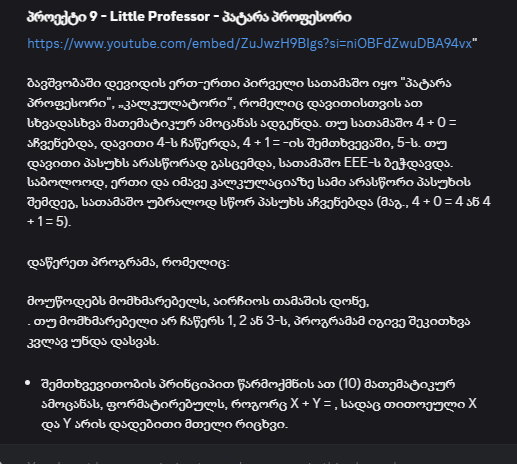 პროექტი 9 - Little Professor - პატარა პროფესორი
https://www.youtube.com/embed/ZuJwzH9BIgs?si=niOBFdZwuDBA94vx"
ბავშვობაში დევიდის ერთ-ერთი პირველი სათამაშო იყო "პატარა
პროფესორი", „კალკულატორი“, რომელიც დავითისთვის ათ
სხვადასხვა მათემატიკურ ამოცანას ადგენდა. თუ სათამაშო 4 + 0 =
აჩვენებდა, დავითი 4-ს ჩაწერდა, 4 + 1 = -ის შემთხვევაში, 5-ს. თუ
დავითი პასუხს არასწორად გასცემდა, სათამაშო EEE-ს ბეჭდავდა.
საბოლოოდ, ერთი და იმავე კალკულაციაზე სამი არასწორი პასუხის
შემდეგ, სათამაშო უბრალოდ სწორ პასუხს აჩვენებდა (მაგ., 4 + 0 = 4 ან 4
+ 1 = 5).
დაწერეთ პროგრამა, რომელიც:
მოუწოდებს მომხმარებელს, აირჩიოს თამაშის დონე,
. თუ მომხმარებელი არ ჩაწერს 1, 2 ან 3-ს, პროგრამამ იგივე შეკითხვა
კვლავ უნდა დასვას.
• შემთხვევითობის პრინციპით წარმოქმნის ათ (10) მათემატიკურ
ამოცანას, ფორმატირებულს, როგორც X + Y = , სადაც თითოეული X
და Y არის დადებითი მთელი რიცხვი.